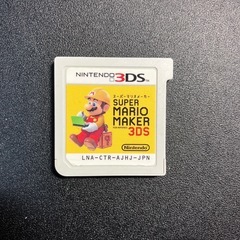 NINTENDO 3DS
スーパーマリオメーカー
SUPER
MARIO
MAKER
3DS
Nintendo
LNA-CTR-AJHJ-JPN